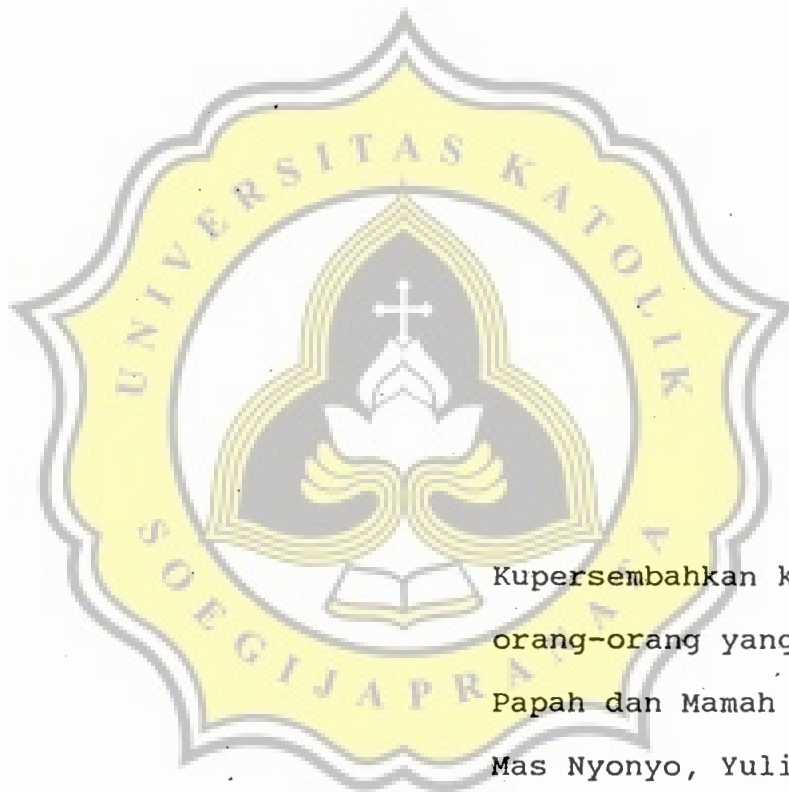 UNIVERSITAS KATOLIK
SOEGIJAPRANATA
Kupersembahkan k
orang-orang yang
Papah dan Mamah
Mas Nyonyo, Yuli